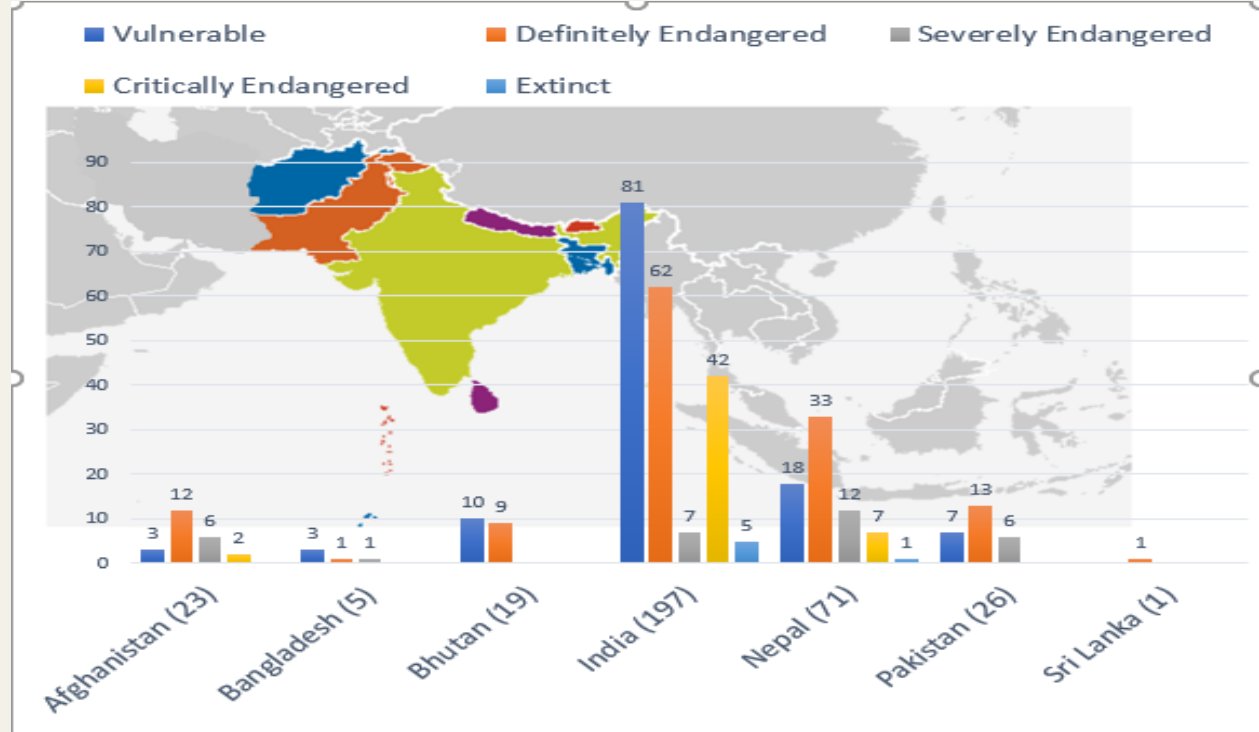 Vulnerable Definitely Endangered Severely Endangered
Critically Endangered Extinct
90
81
80
70
62
60
50
42
40
33
30
20
18
12 12 13
10 10 9
3 6 2 3 1 1 7 5 7 1 7 6 1
0
Afghanistan (23) Bangladesh (5) Bhutan (19) India (197) Nepal (71) Pakistan (26) Sri Lanka (1)